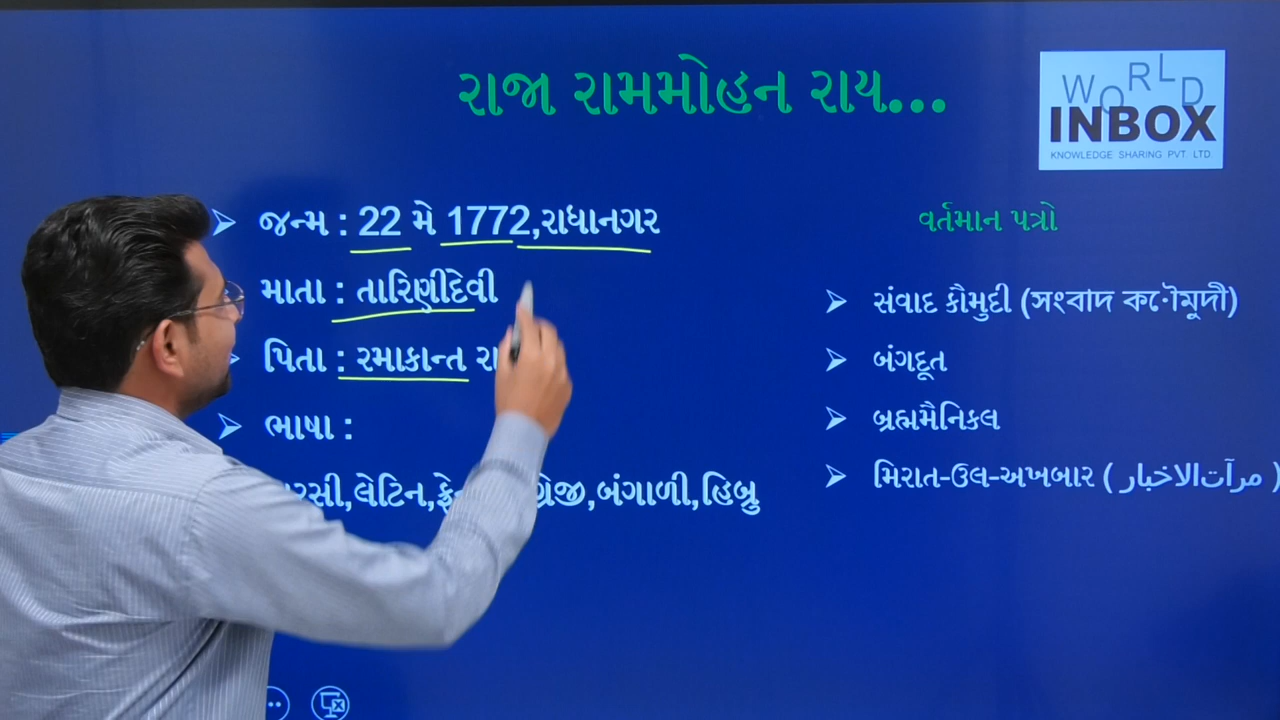 રાજા રામમોહન રાય...
WORLD
INBOX
KNOWLEDGE SHARING PVT. LTD.
જન્મ : 22 મે 1772,રાધાનગર
માતા : તારિણીદેવી
પિતા : રમાકાન્ત
ભાષા :
લેટિન, બંગાળી,હિબ્રુ
વર્તમાન પત્રો
સંવાદ કૌમુદી (সংবাদ কৌমুদী)
બંગદૂત
બ્રહ્મમૈનિકલ
મિરાત-ઉલ-અખબાર ( مرآت‌الاخبار )